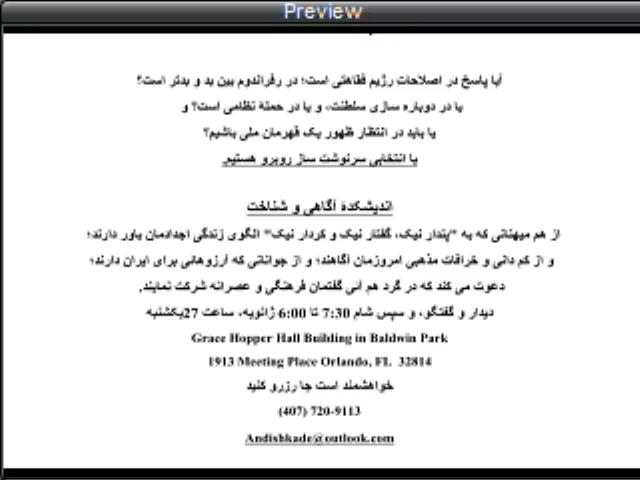 Preview
آیا پاسخ در اصلاحاتِ رژیم فقاهتی است؛ در رفراندوم بین بد و بدتر است؟
یا در دوباره سازی سلطنت، و یا در حملهٔ نظامی است؟ و
یا باید در انتظار ظهور یک قهرمان ملی باشیم؟
با انتخابی سرنوشت ساز روبرو هستیم.
اندیشکدهٔ آگاهی و شناخت
از هم میهنانی که به "پندار نیک، گفتار نیک و کردار نیک" الگوی زندگی اجدادمان باور دارند؛
و از کم دانی و خرافات مذهبی امروزمان آگاهند؛ و از جوانانی که آرزوهانی برای ایران دارند؛
دعوت می کند که در گرد هم آئی گفتمان فرهنگی و عصرانه شرکت نمایند.
دیدار و گفتگو، و سپس شام 7:30 تا 6:00 ژانویه، ساعت 27یکشنبه
Grace Hopper Hall Building in Baldwin Park
1913 Meeting Place Orlando, FL 32814
خواهشمند است جا رزرو کنید
(407) 720-9113
Andishkade@outlook.com